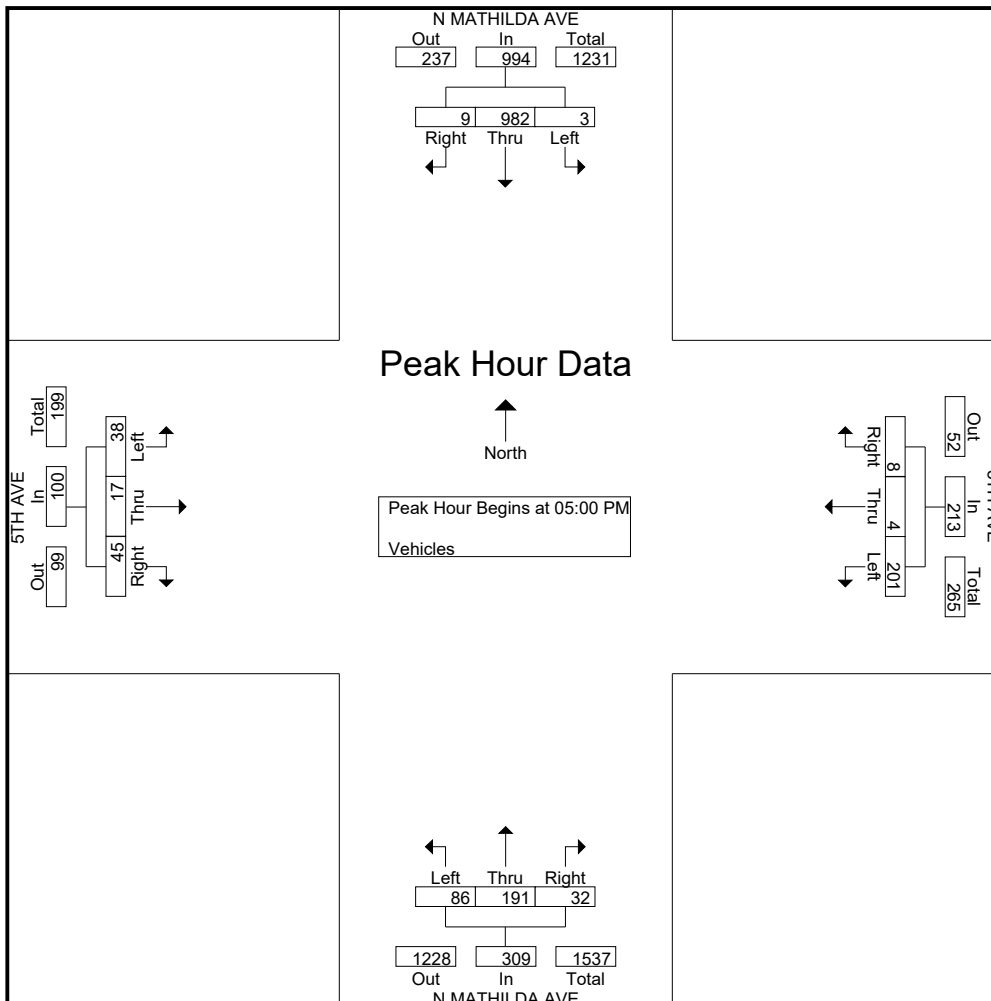 N MATHILDA AVE
Out In Total
237 994 1231
9 982 3
Right Thru Left
Peak Hour Data
North
Peak Hour Begins at 05:00 PM
Vehicles
5TH AVE
Out In Total
99 100 199
Left Thru Right
38 17 45
Out In Total
52 213 265
Right Thru Left
8 4 201
Left Thru Right
86 191 32
1228 309 1537
Out In Total
N MATHILDA AVE